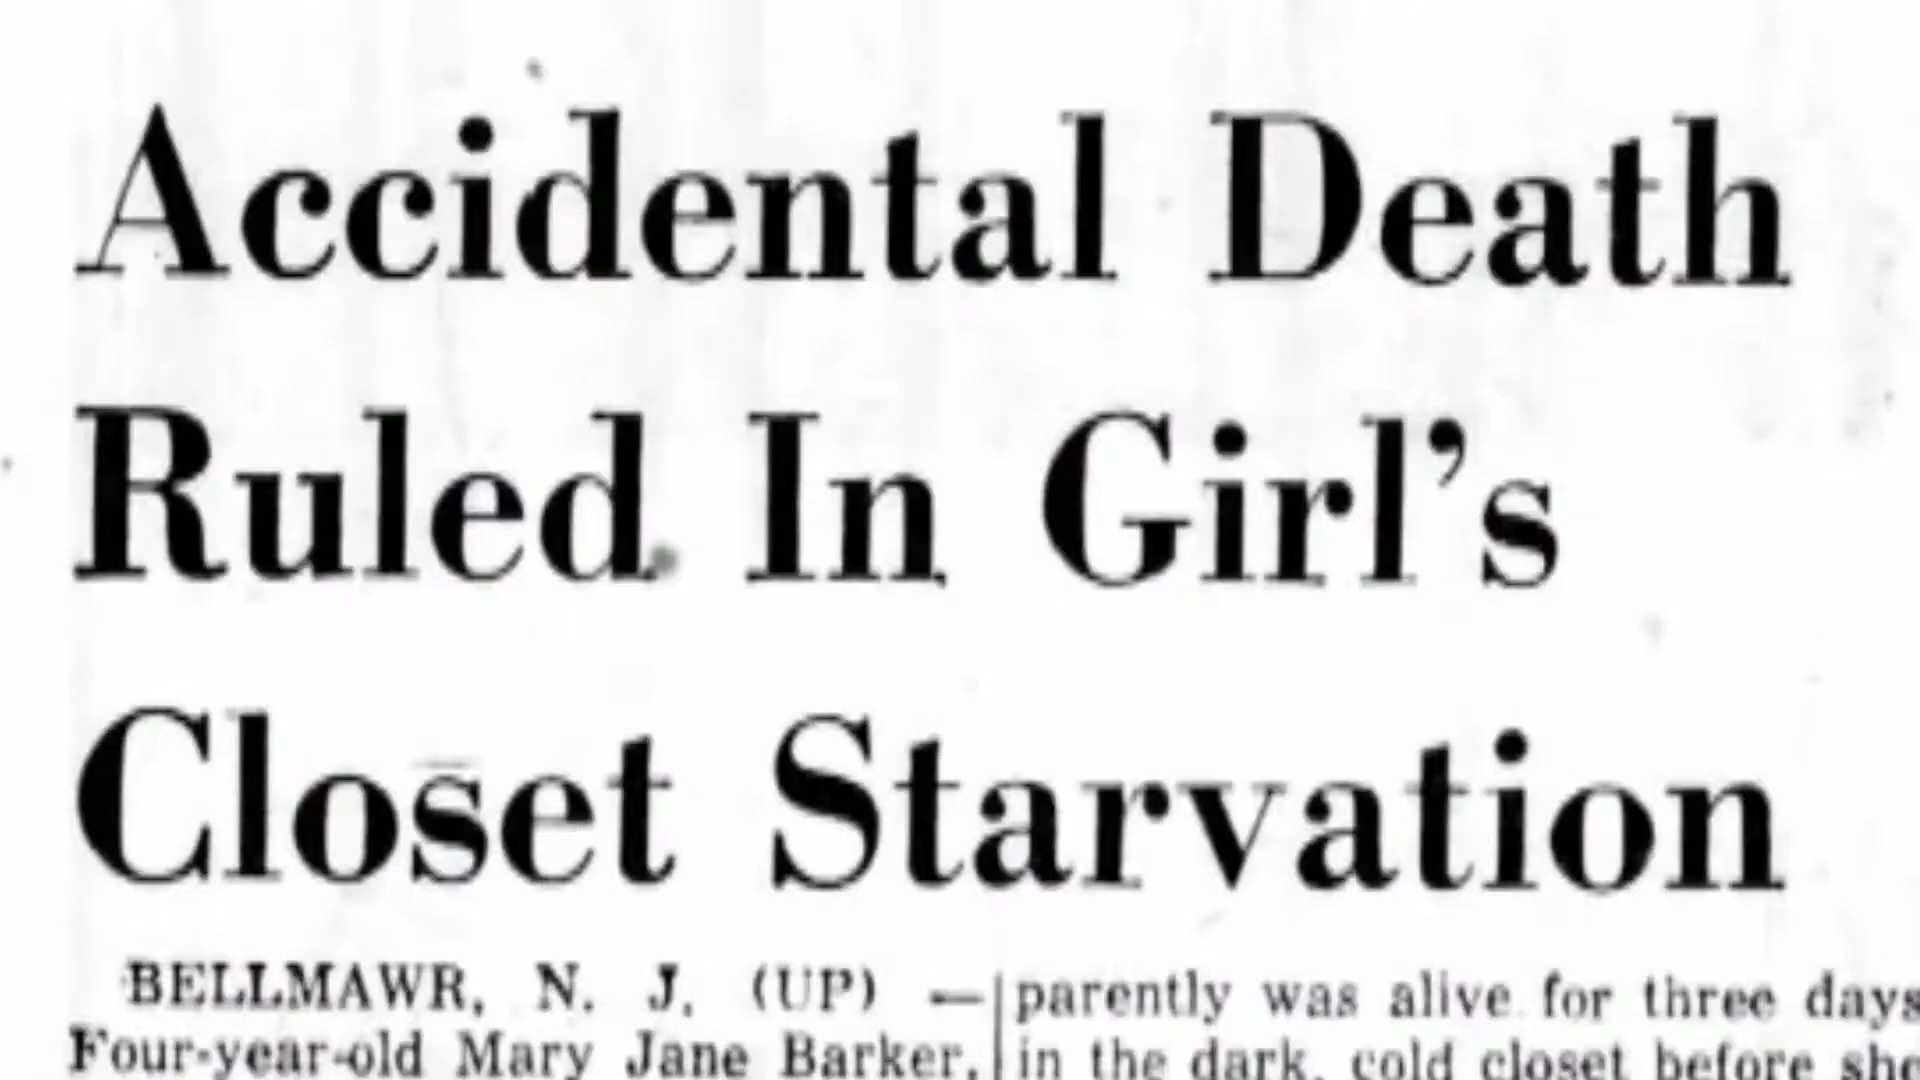 Accidental Death
Ruled In Girl's
Closet Starvation
BELLMAWR, N. J. (UP) —
Four-year-old Mary Jane Barker,
parently was alive for three days
in the dark, cold closet before she